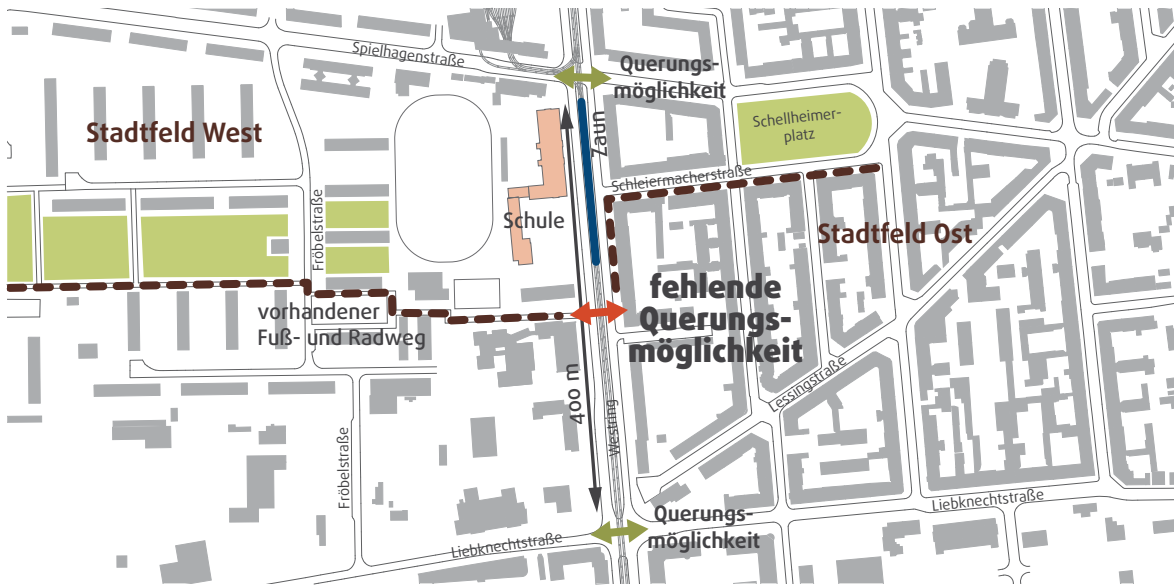 Spielhagenstraße
Querungs-
möglichkeit
Stadtfeld West
Zaun
Schellheimer-
platz
Schleiermacherstraße
Schule
Fröbelstraße
Stadtfeld Ost
fehlende
Querungs-
möglichkeit
vorhandener
Fuß- und Radweg
400 m
Westring
Lessingstraße
Fröbelstraße
Liebknechtstraße
Querungs-
möglichkeit
Liebknechtstraße